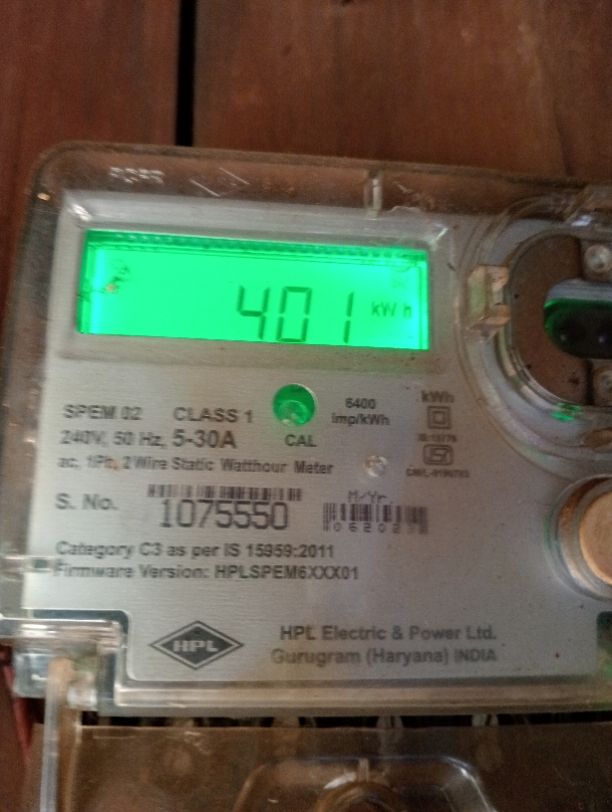 401 kWh
SPEM 02 CLASS 1
240V, 50 Hz, 5-30A
ac, 1Ph, 2 Wire Static Watthour Meter
CAL
6400
imp/kWh
kWh
S. No.
1075550
M/Yr
Category C3 as per IS 15959:2011
Firmware Version: HPLSPEM6XXX01
HPL
HPL Electric & Power Ltd.
Gurugram (Haryana) INDIA